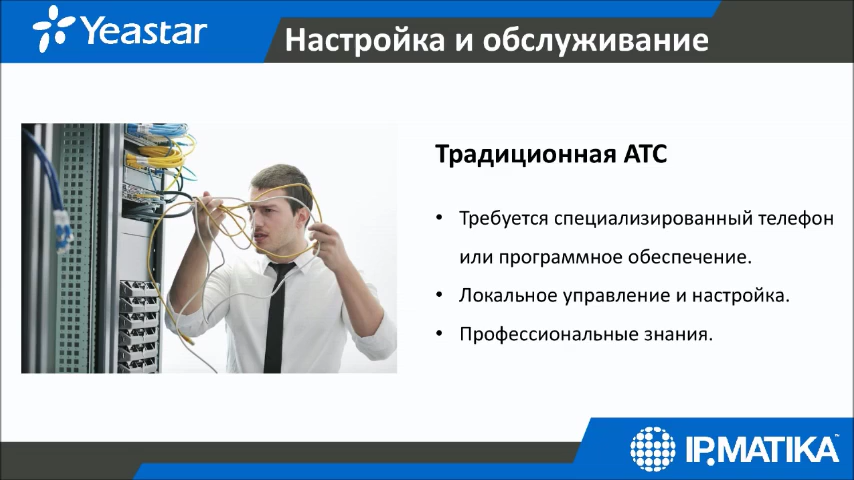 Yeastar
Настройка и обслуживание
Традиционная АТС
• Требуется специализированный телефон
или программное обеспечение.
• Локальное управление и настройка.
• Профессиональные знания.
IP.MATIKA